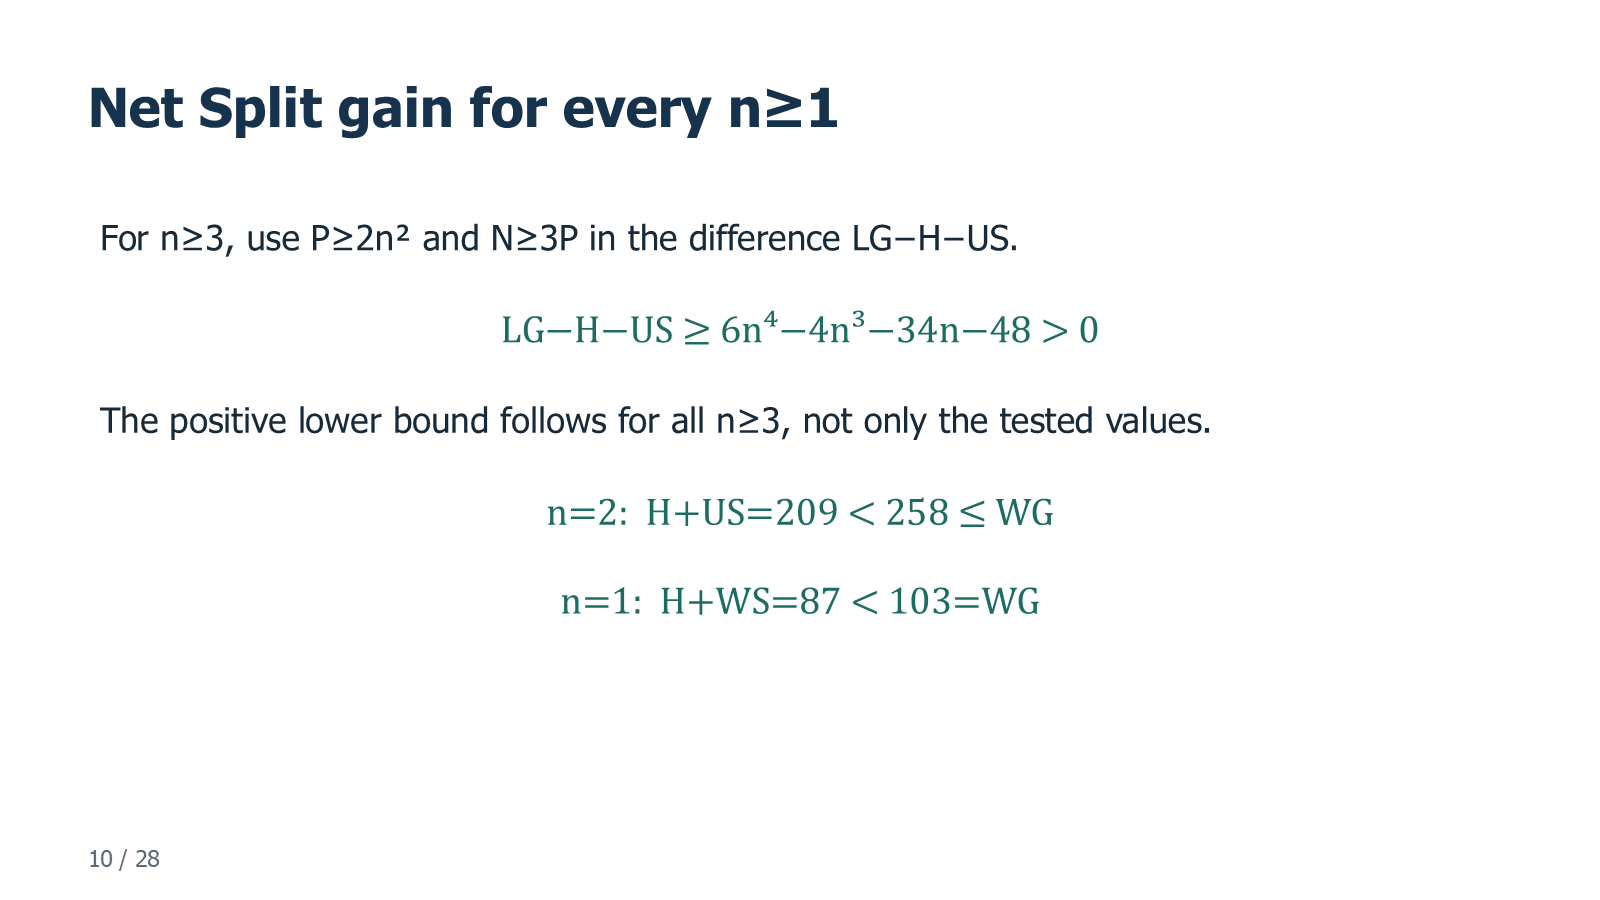 Net Split gain for every n≥1
For n≥3, use P≥2n² and N≥3P in the difference LG−H−US.
LG−H−US ≥ 6n⁴−4n³−34n−48 > 0
The positive lower bound follows for all n≥3, not only the tested values.
n=2: H+US=209 < 258 ≤ WG
n=1: H+WS=87 < 103=WG
10 / 28